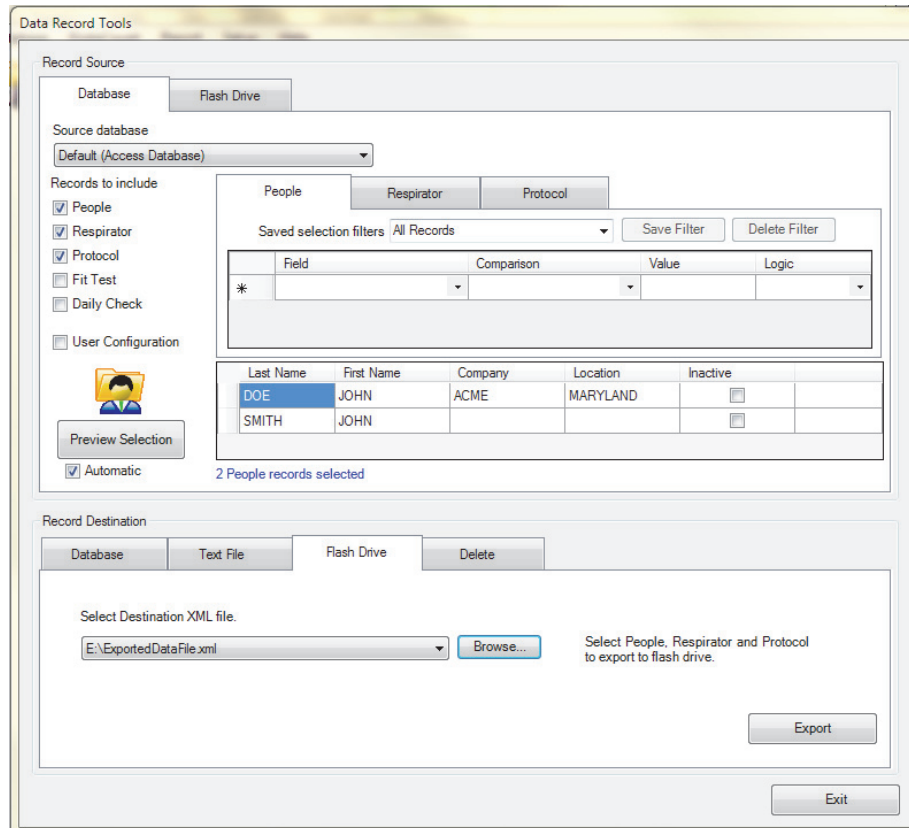 Data Record Tools
Record Source
Database Flash Drive
Source database
Default (Access Database)
Records to include
People
Respirator
Protocol
Fit Test
Daily Check
User Configuration
Preview Selection
Automatic
People Respirator Protocol
Saved selection filters All Records Save Filter Delete Filter
Field Comparison Value Logic
*
Last Name First Name Company Location Inactive
DOE JOHN ACME MARYLAND
SMITH JOHN
2 People records selected
Record Destination
Database Text File Flash Drive Delete
Select Destination XML file.
E:\ExportedDataFile.xml Browse... Select People, Respirator and Protocol
to export to flash drive.
Export
Exit